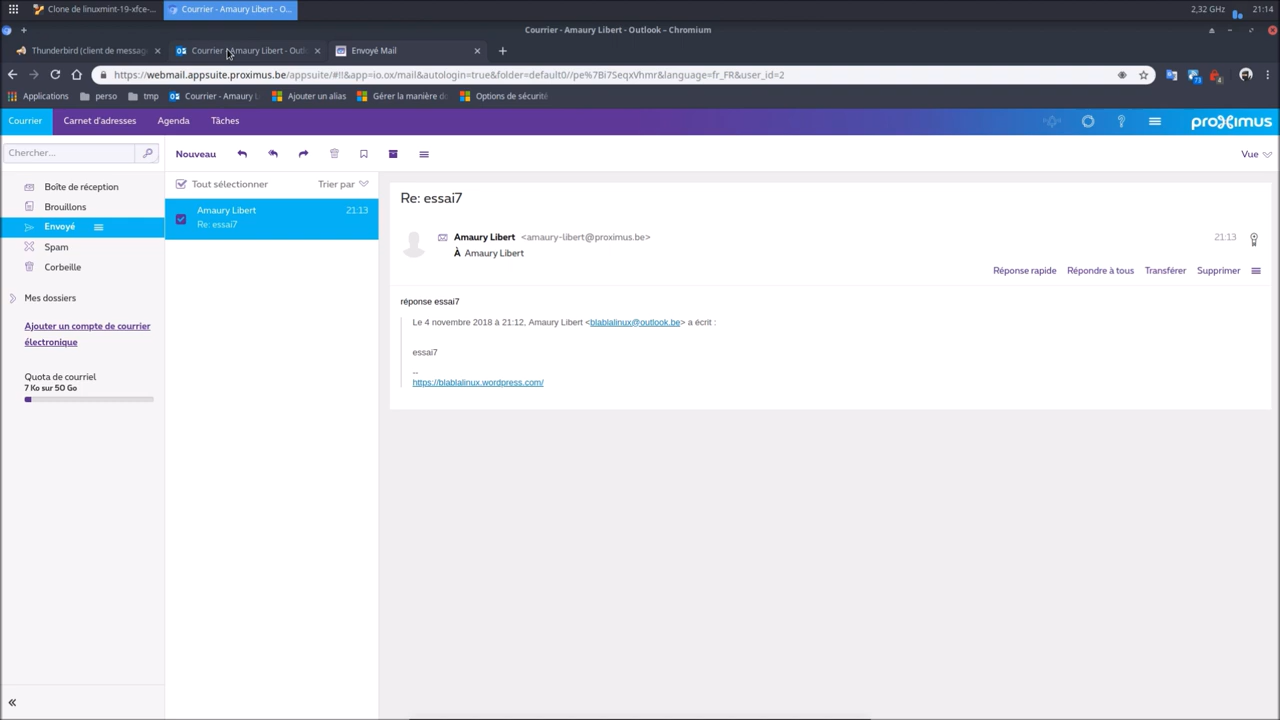 Clone de linuxmint-19-xfce-...
Courrier - Amaury Libert - O...
2,32 GHz
21:14
Courrier - Amaury Libert - Outlook – Chromium
Thunderbird (client de messag
Courrier - Amaury Libert - Outl
Envoyé Mail
https://webmail.appsuite.proximus.be/appsuite/#!!&app=io.ox/mail&autologin=true&folder=default0//pe%7Bi7SeqxVhmr&language=fr_FR&user_id=2
Applications
perso
tmp
Courrier - Amaury L
Ajouter un alias
Gérer la manière do
Options de sécurité
Courrier
Carnet d'adresses
Agenda
Tâches
proximus
Chercher...
Nouveau
Vue
Tout sélectionner
Trier par
Boîte de réception
Brouillons
Envoyé
Spam
Corbeille
Mes dossiers
Ajouter un compte de courrier
électronique
Quota de courriel
7 Ko sur 50 Go
Amaury Libert
21:13
Re: essai7
Re: essai7
Amaury Libert <amaury-libert@proximus.be>
21:13
À Amaury Libert
Réponse rapide
Répondre à tous
Transférer
Supprimer
réponse essai7
Le 4 novembre 2018 à 21:12, Amaury Libert <blablalinux@outlook.be> a écrit :
essai7
--
https://blablalinux.wordpress.com/